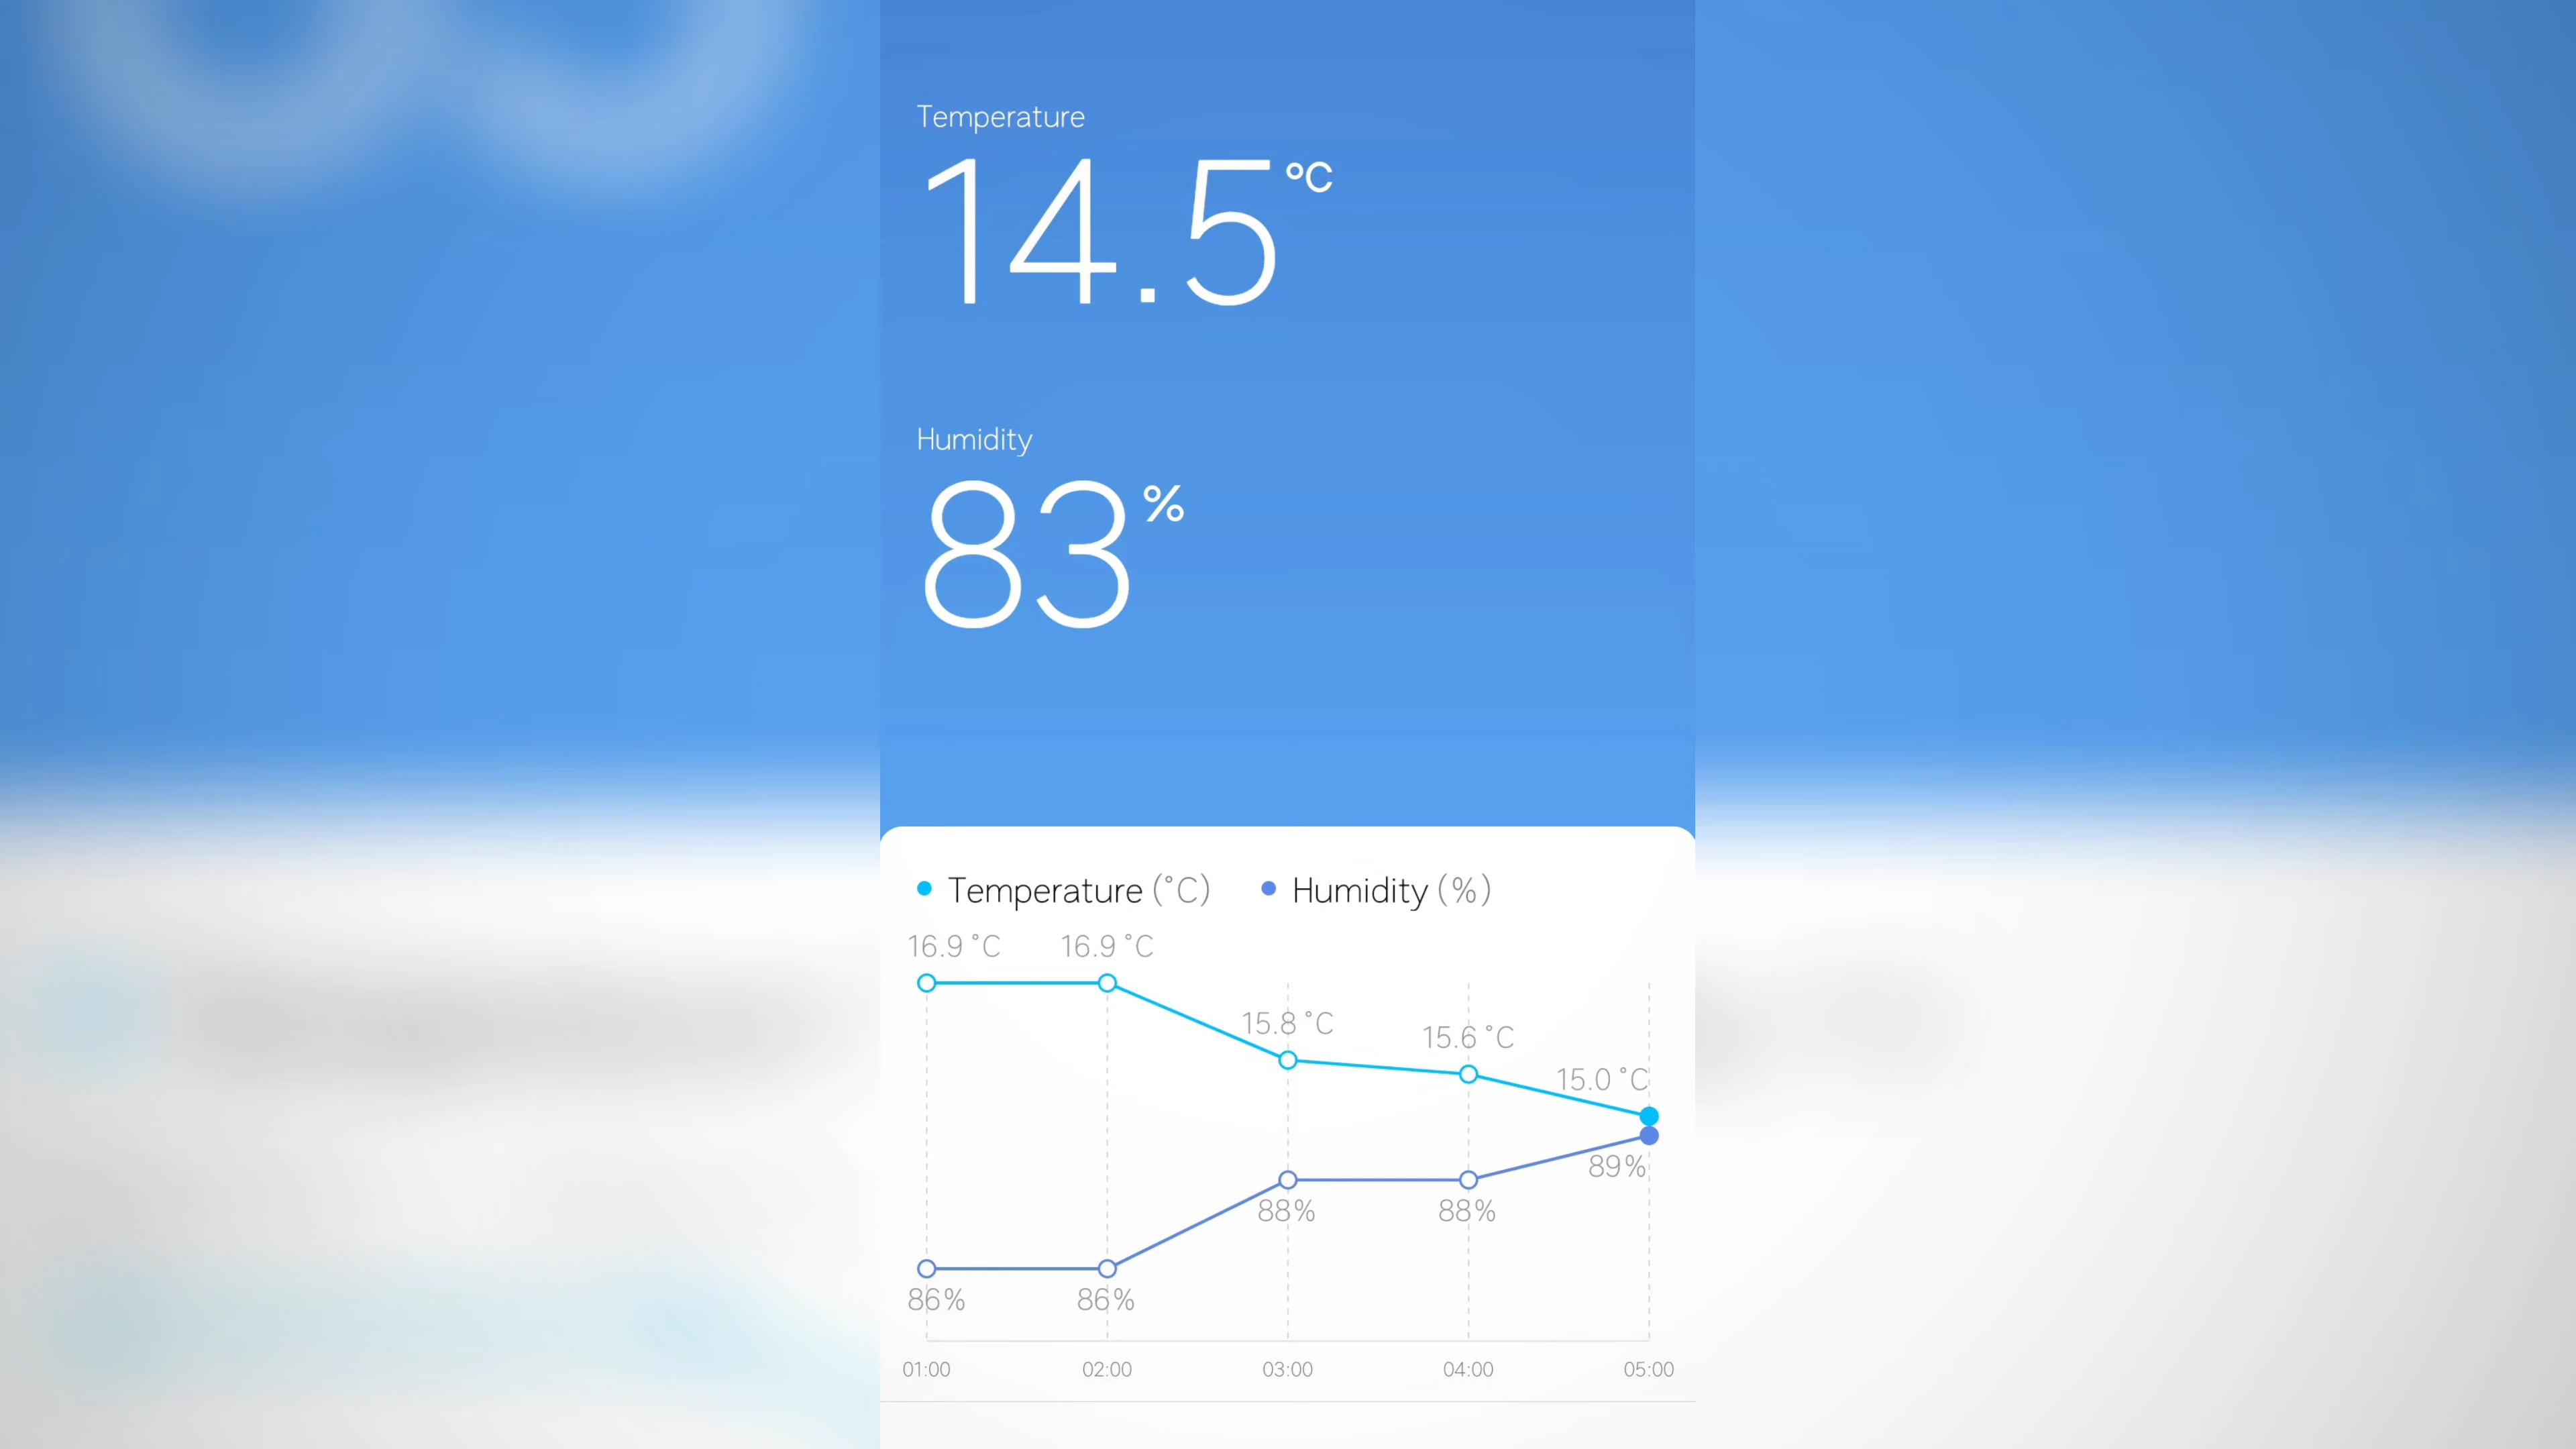 Temperature
14.5 °C
Humidity
83 %
Temperature (°C) Humidity (%)
16.9 °C 16.9 °C
15.8 °C 15.6 °C
15.0 °C
89%
88% 88%
86% 86%
01:00 02:00 03:00 04:00 05:00